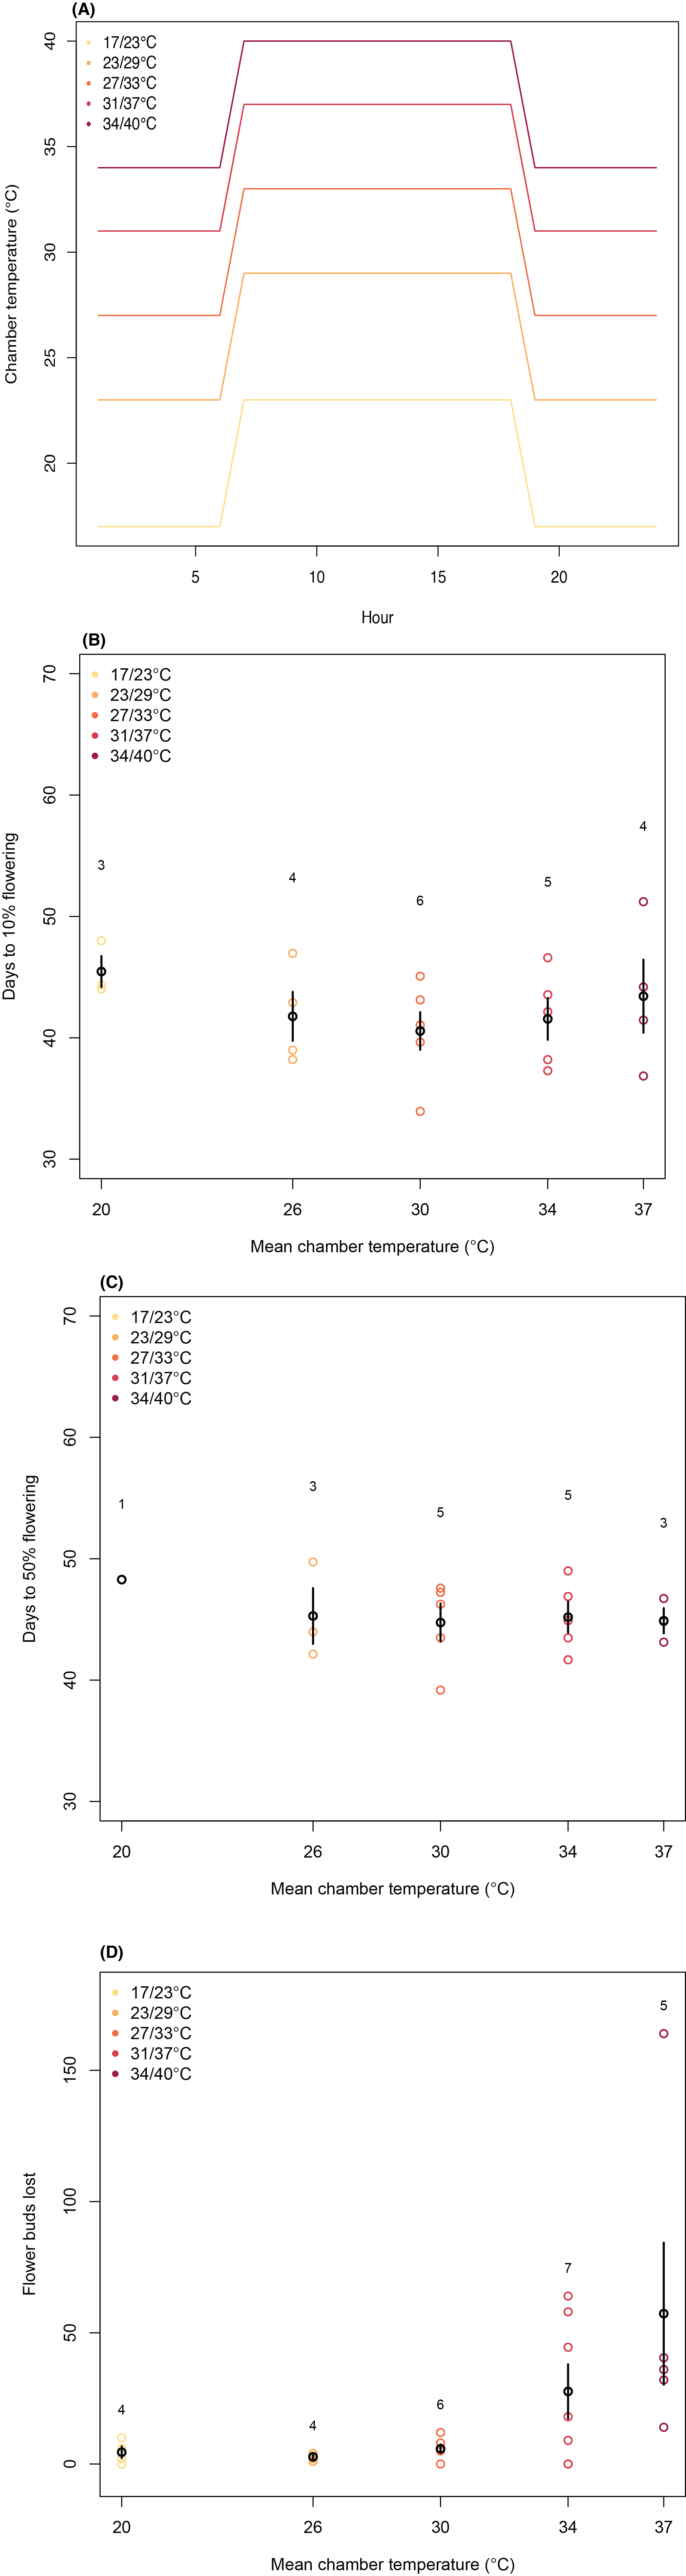 (A)
17/23°C
23/29°C
27/33°C
31/37°C
34/40°C
40
35
30
25
20
Chamber temperature (°C)
5 10 15 20
Hour
(B)
17/23°C
23/29°C
27/33°C
31/37°C
34/40°C
70
60
50
40
30
Days to 10% flowering
3 4 6 5 4
20 26 30 34 37
Mean chamber temperature (°C)
(C)
17/23°C
23/29°C
27/33°C
31/37°C
34/40°C
70
60
50
40
30
Days to 50% flowering
1 3 5 5 3
20 26 30 34 37
Mean chamber temperature (°C)
(D)
17/23°C
23/29°C
27/33°C
31/37°C
34/40°C
150
100
50
0
Flower buds lost
4 4 6 7 5
20 26 30 34 37
Mean chamber temperature (°C)